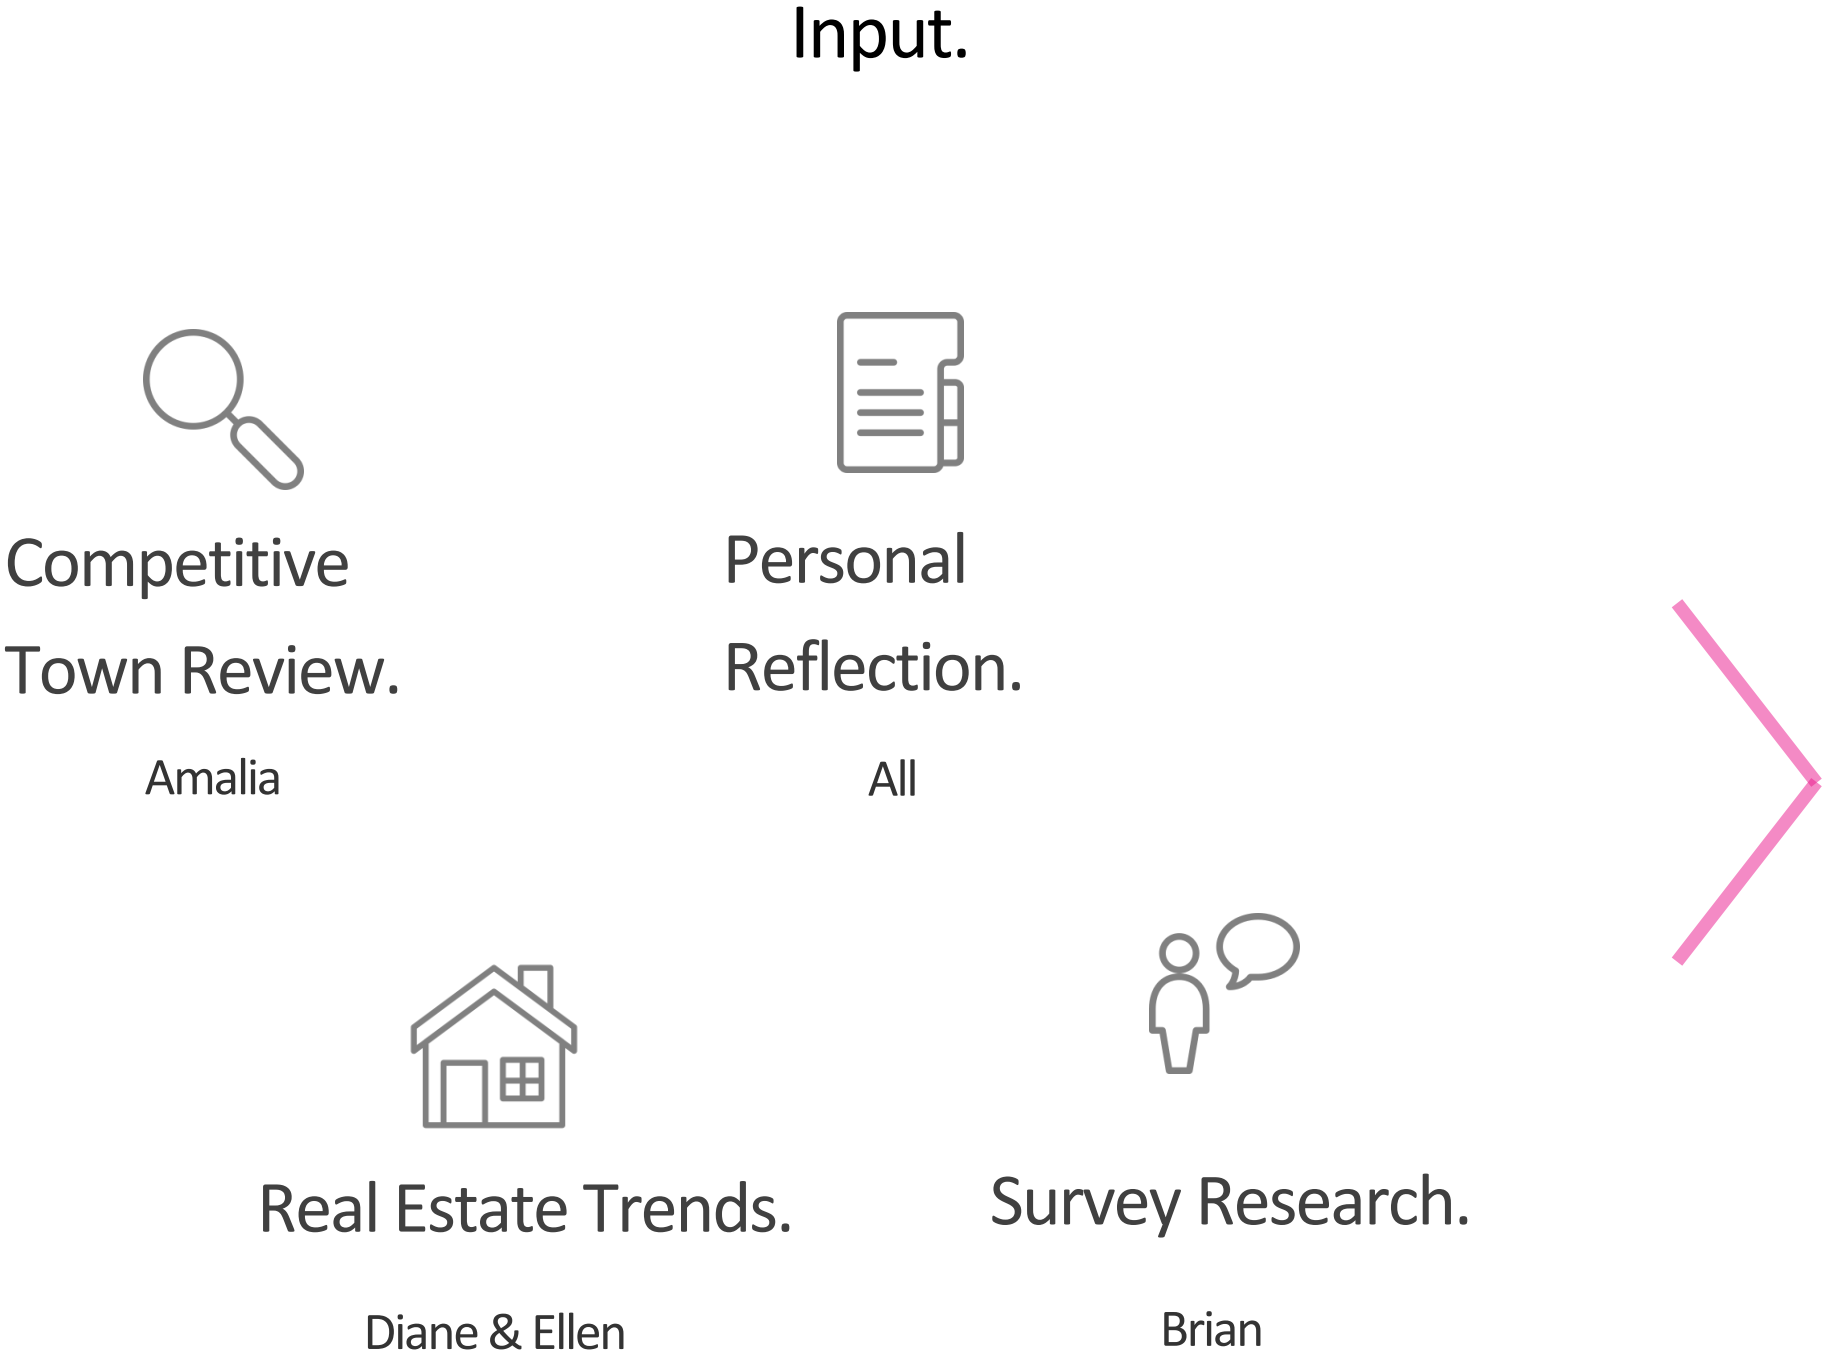 Input.
Competitive
Town Review.
Amalia
Personal
Reflection.
All
Real Estate Trends.
Diane & Ellen
Survey Research.
Brian